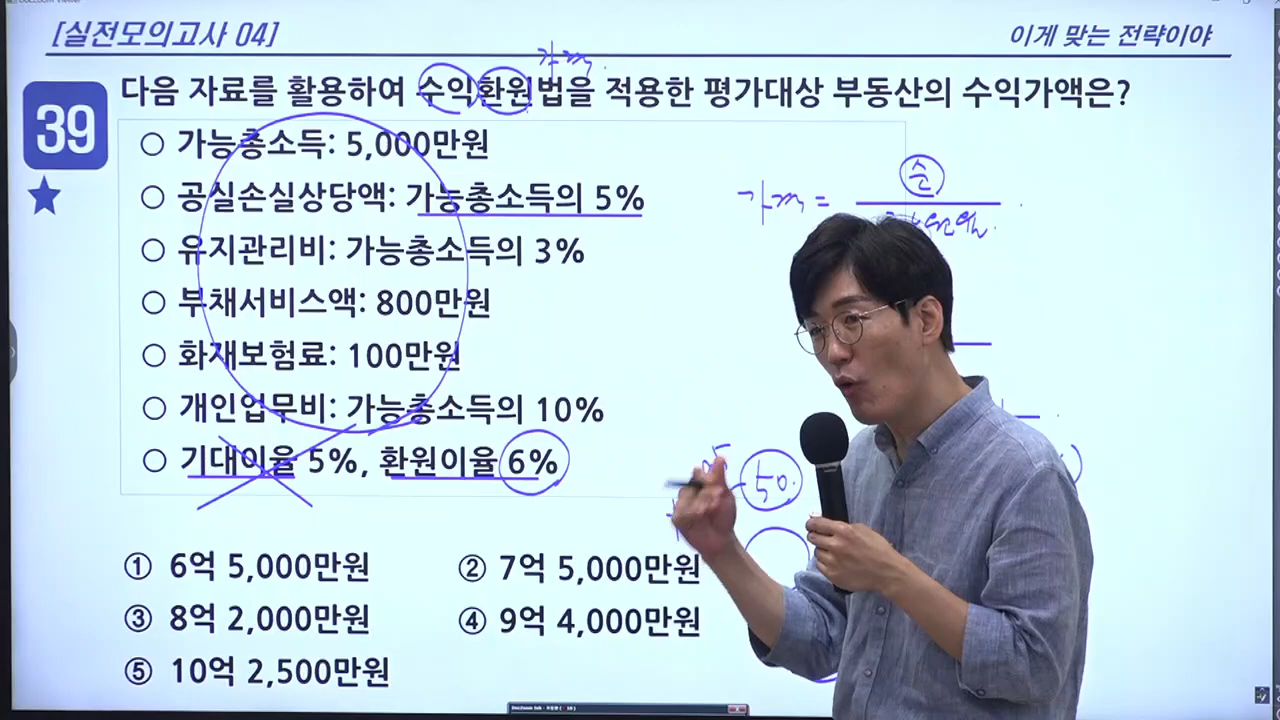 [실전모의고사 04]
이게 맞는 전략이야
39
다음 자료를 활용하여 수익환원법을 적용한 평가대상 부동산의 수익가액은?
○ 가능총소득: 5,000만원
○ 공실손실상당액: 가능총소득의 5%
○ 유지관리비: 가능총소득의 3%
○ 부채서비스액: 800만원
○ 화재보험료: 100만원
○ 개인업무비: 가능총소득의 10%
○ 기대이율 5%, 환원이율 6%
순
50
① 6억 5,000만원
② 7억 5,000만원
③ 8억 2,000만원
④ 9억 4,000만원
⑤ 10억 2,500만원